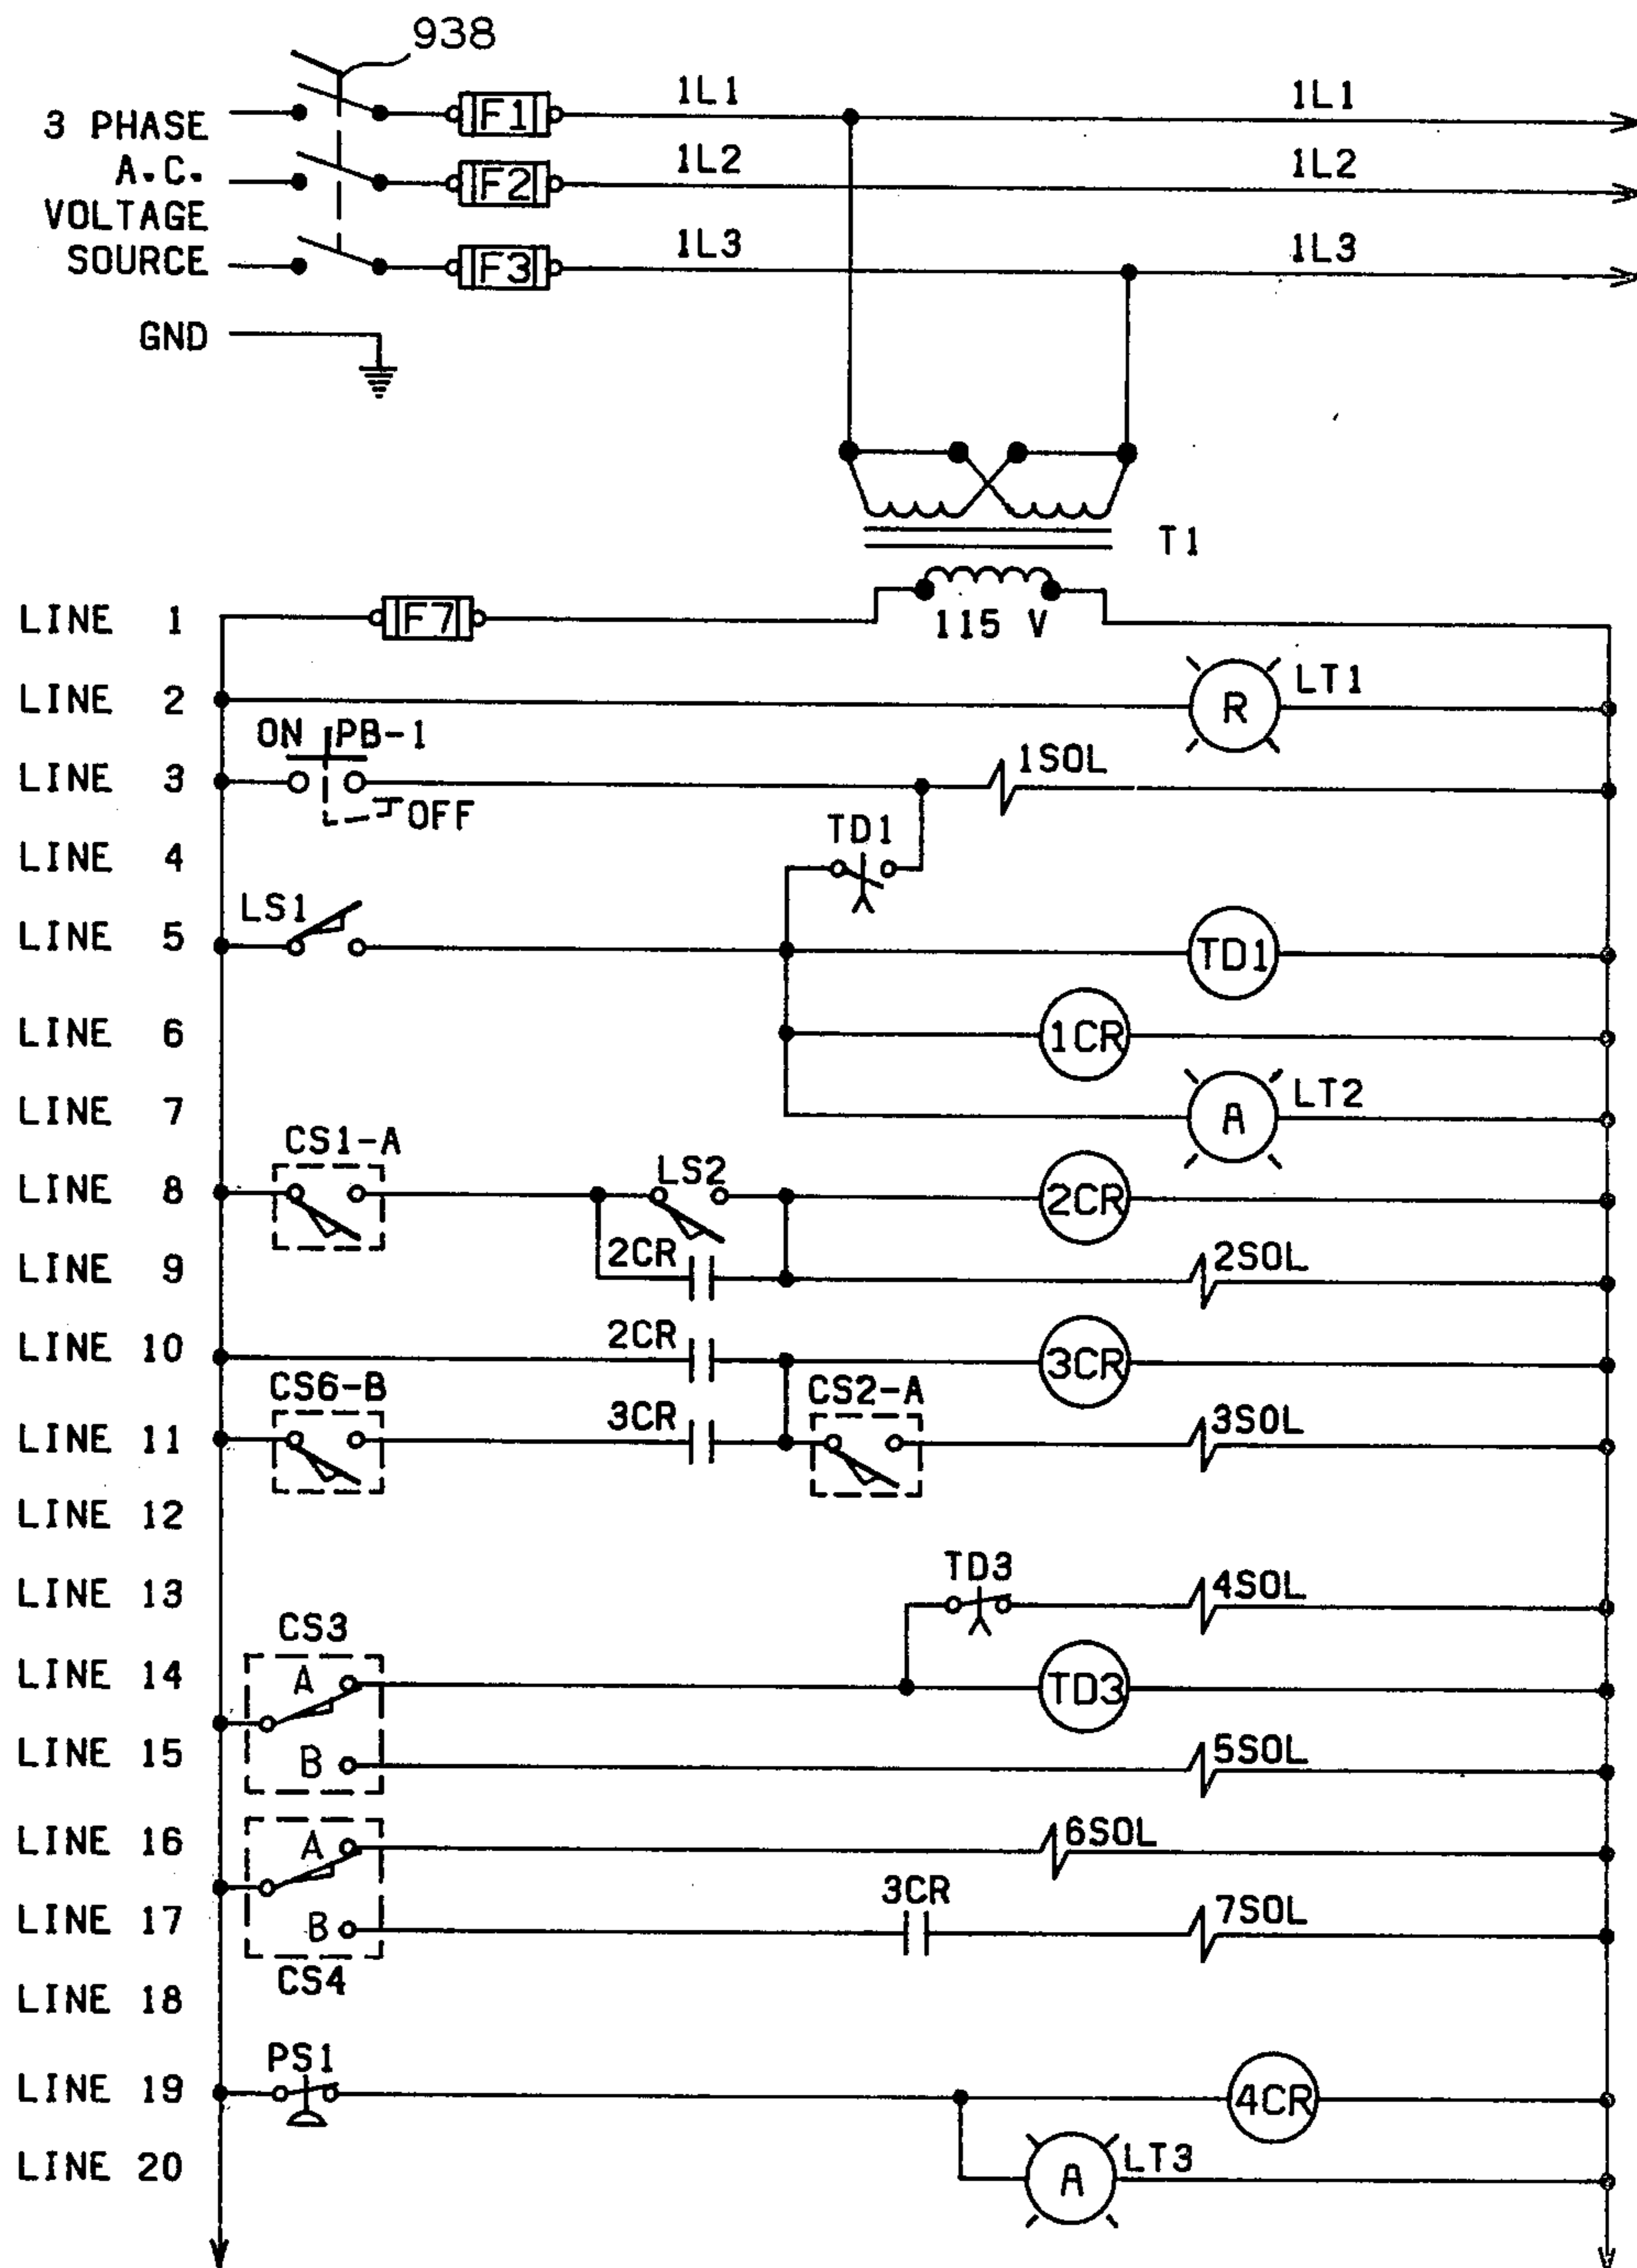 938
3 PHASE
A.C.
VOLTAGE
SOURCE
GND
F1
1L1
1L1
F2
1L2
1L2
F3
1L3
1L3
T1
LINE 1
F7
115 V
LINE 2
R
LT1
ON PB-1
LINE 3
1SOL
OFF
LINE 4
TD1
LINE 5
LS1
TD1
LINE 6
1CR
LINE 7
A
LT2
CS1-A
LINE 8
LS2
2CR
LINE 9
2CR
2SOL
LINE 10
2CR
3CR
CS6-B
CS2-A
LINE 11
3CR
3SOL
LINE 12
LINE 13
TD3
4SOL
CS3
LINE 14
A
TD3
LINE 15
B
5SOL
LINE 16
A
6SOL
LINE 17
B
3CR
7SOL
CS4
LINE 18
PS1
LINE 19
4CR
LINE 20
A
LT3